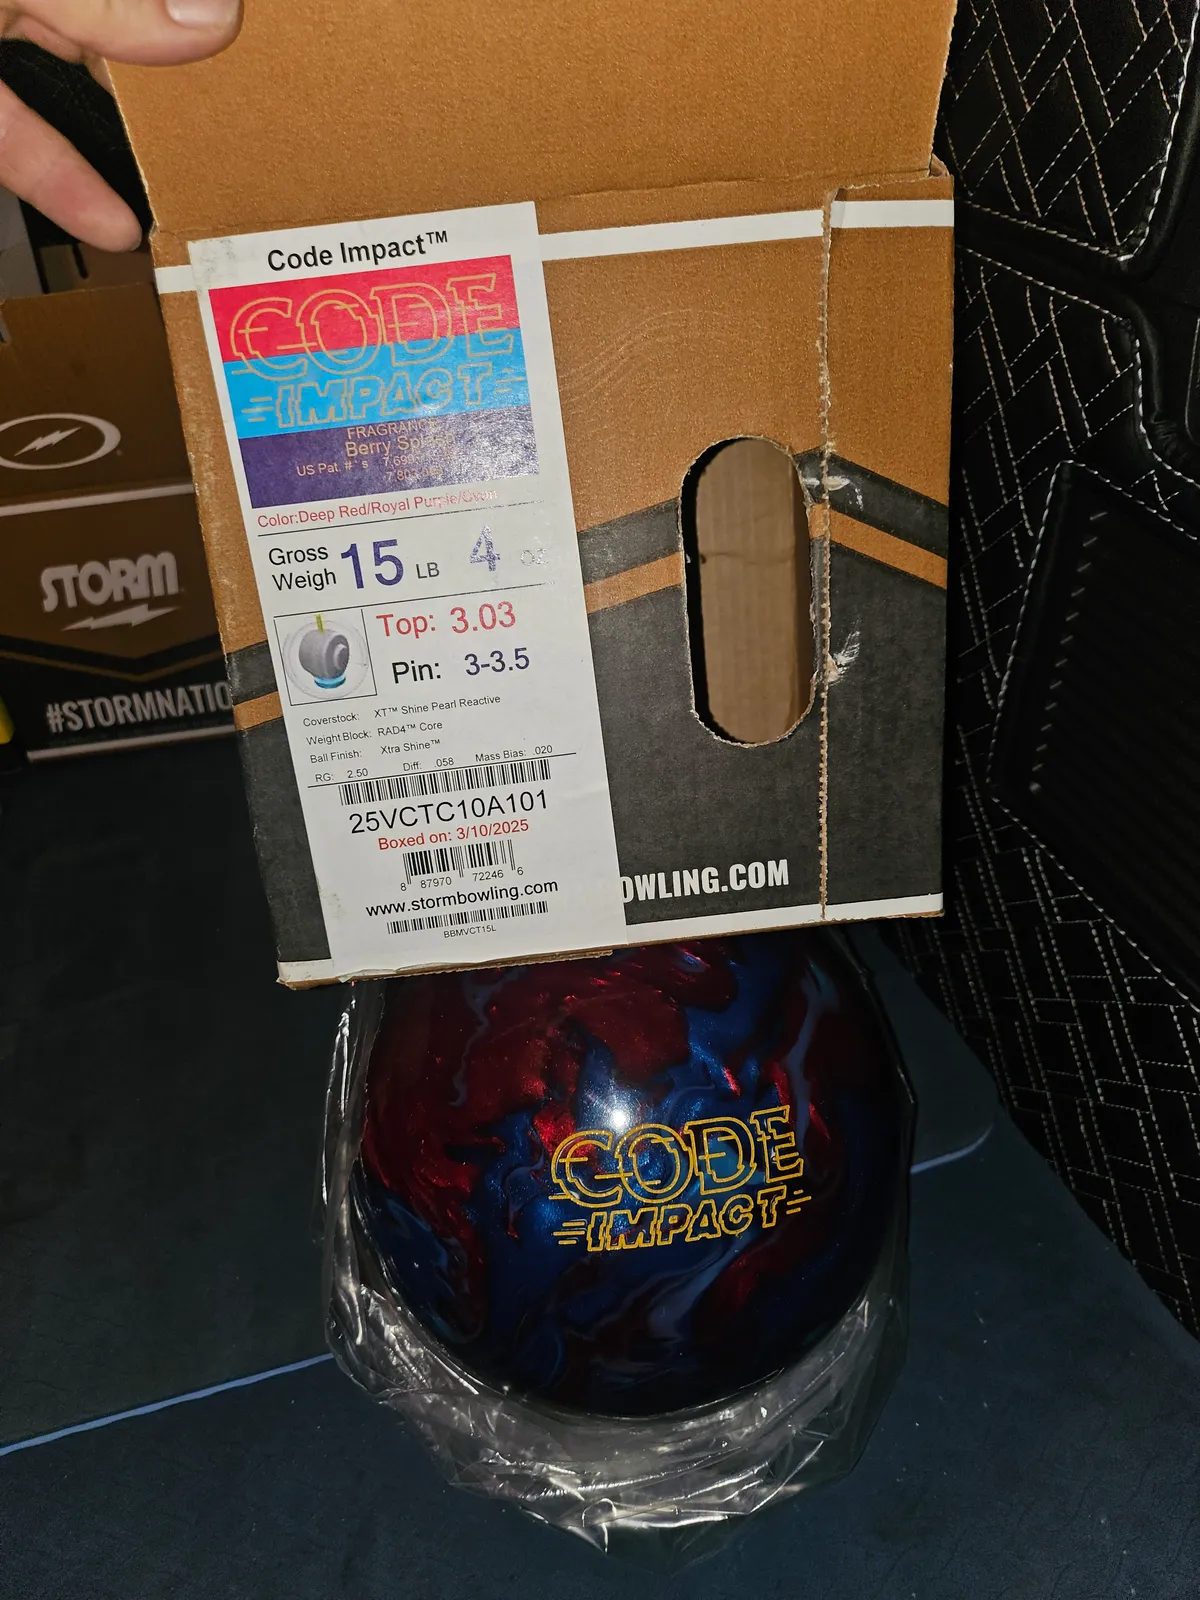 Code Impact™
CODE
IMPACT
FRAGRANCE
Berry Splash
US Pat. #'s
Color:Deep Red/Royal Purple/Cyan
Gross
Weigh 15 LB 4 oz
Top: 3.03
Pin: 3-3.5
Coverstock: XT™ Shine Pearl Reactive
Weight Block: RAD4™ Core
Ball Finish: Xtra Shine™
RG: 2.50 Diff: .058 Mass Bias: .020
25VCTC10A101
Boxed on: 3/10/2025
8 87970 72246 6
www.stormbowling.com
BBMVCT15L
OWLING.COM
STORM
#STORMNATIO
CODE
IMPACT